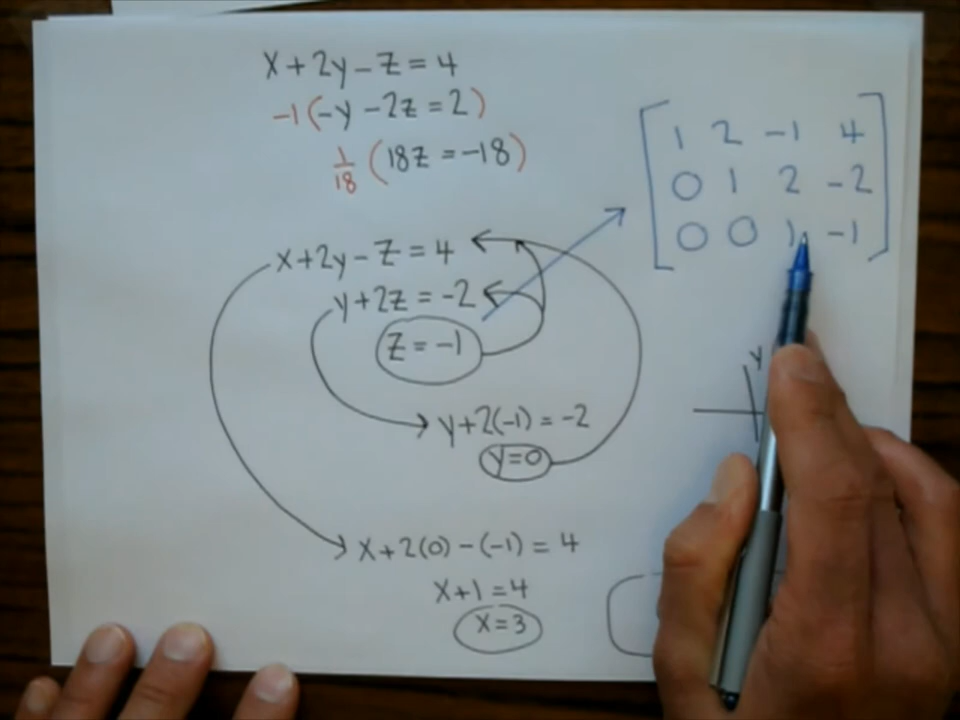 x+2y-z=4
-1(-y-2z=2)
1/18 (18z=-18)
1 2 -1 4
0 1 2 -2
0 0 1 -1
x+2y-z=4
y+2z=-2
z=-1
y
y+2(-1)=-2
y=0
x+2(0)-(-1)=4
x+1=4
x=3